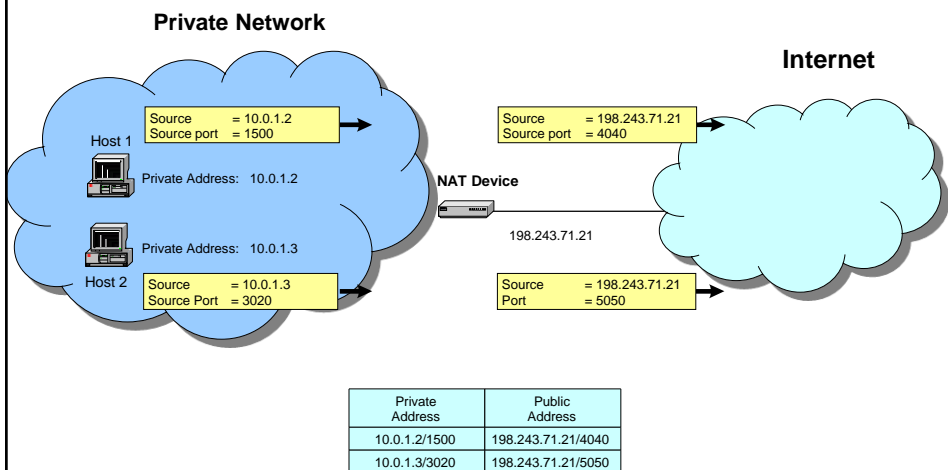 Private Network
Internet
Source = 10.0.1.2
Source port = 1500
Source = 198.243.71.21
Source port = 4040
Host 1
Private Address: 10.0.1.2
NAT Device
198.243.71.21
Private Address: 10.0.1.3
Host 2
Source = 10.0.1.3
Source Port = 3020
Source = 198.243.71.21
Port = 5050
Private Address
Public Address
10.0.1.2/1500 198.243.71.21/4040
10.0.1.3/3020 198.243.71.21/5050